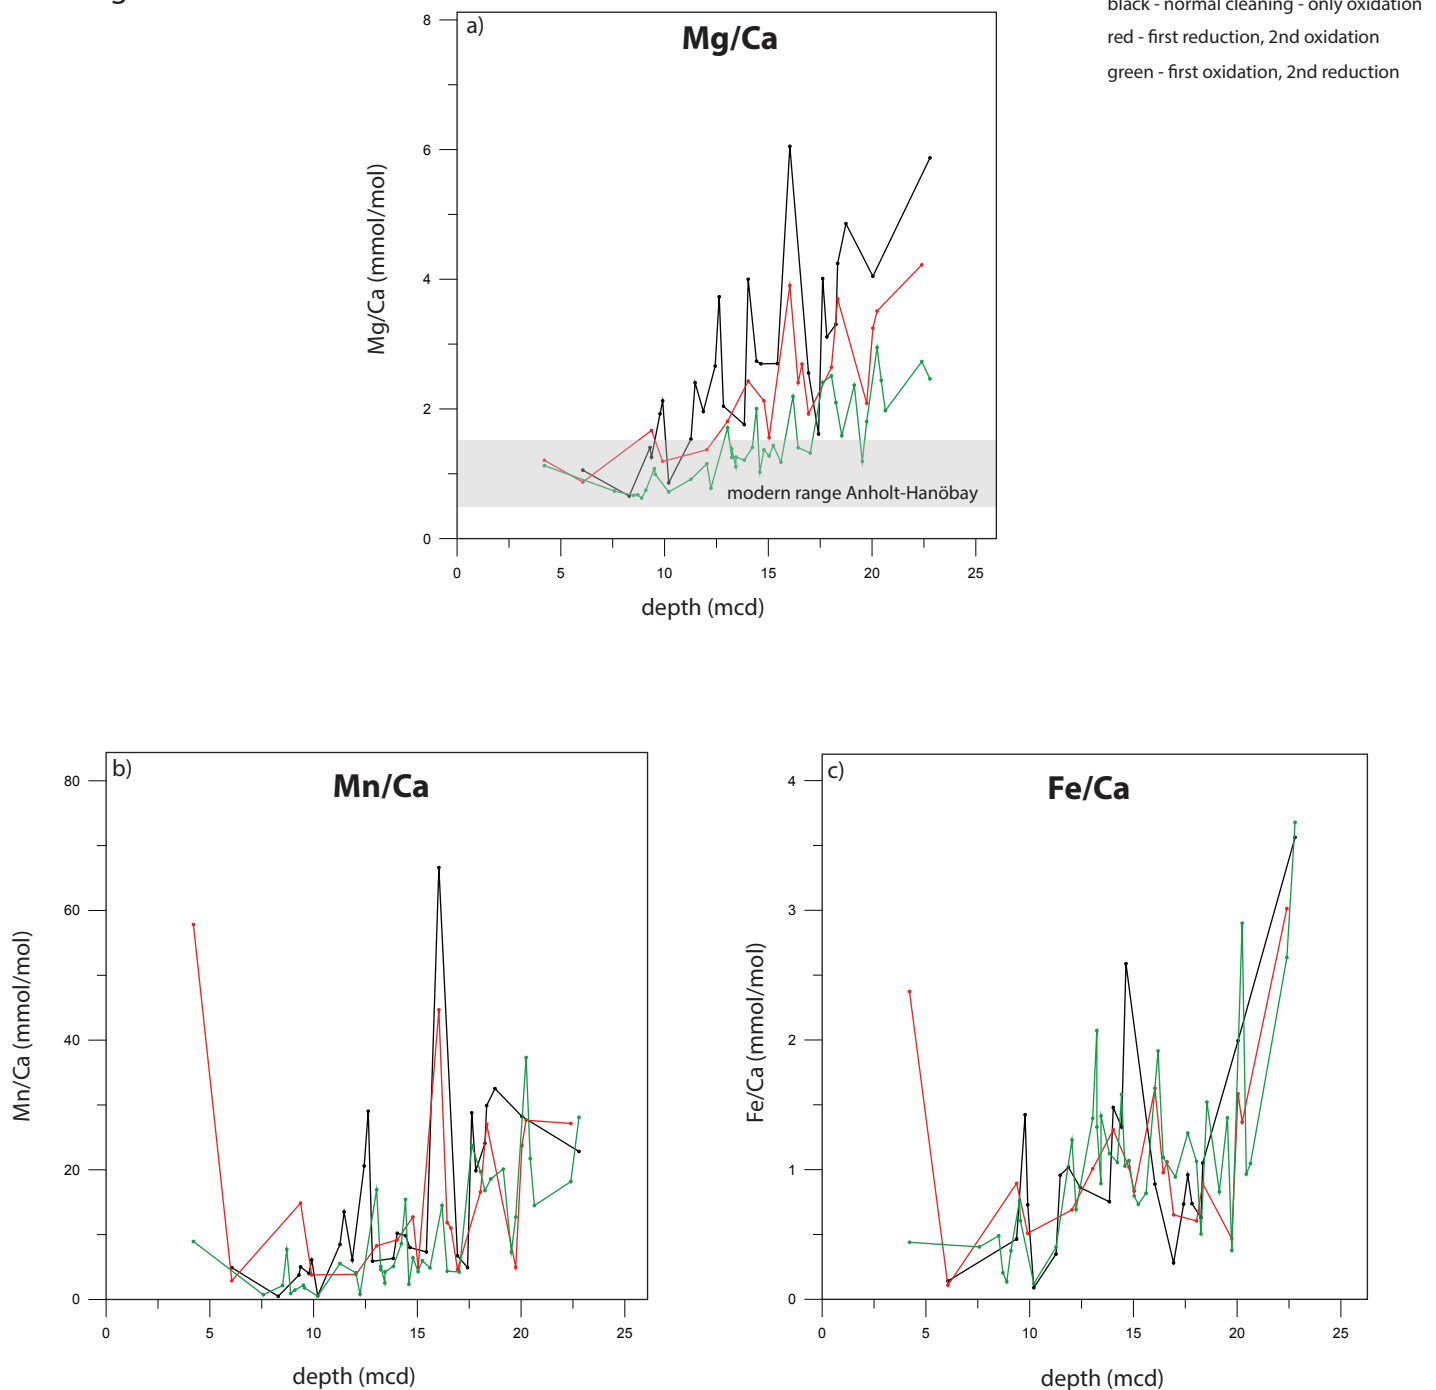 black - normal cleaning - only oxidation
red - first reduction, 2nd oxidation
green - first oxidation, 2nd reduction
a)
Mg/Ca
8
6
4
2
0
Mg/Ca (mmol/mol)
modern range Anholt-Hanöbay
0 5 10 15 20 25
depth (mcd)
b)
Mn/Ca
80
60
40
20
0
Mn/Ca (mmol/mol)
0 5 10 15 20 25
depth (mcd)
c)
Fe/Ca
4
3
2
1
0
Fe/Ca (mmol/mol)
0 5 10 15 20 25
depth (mcd)